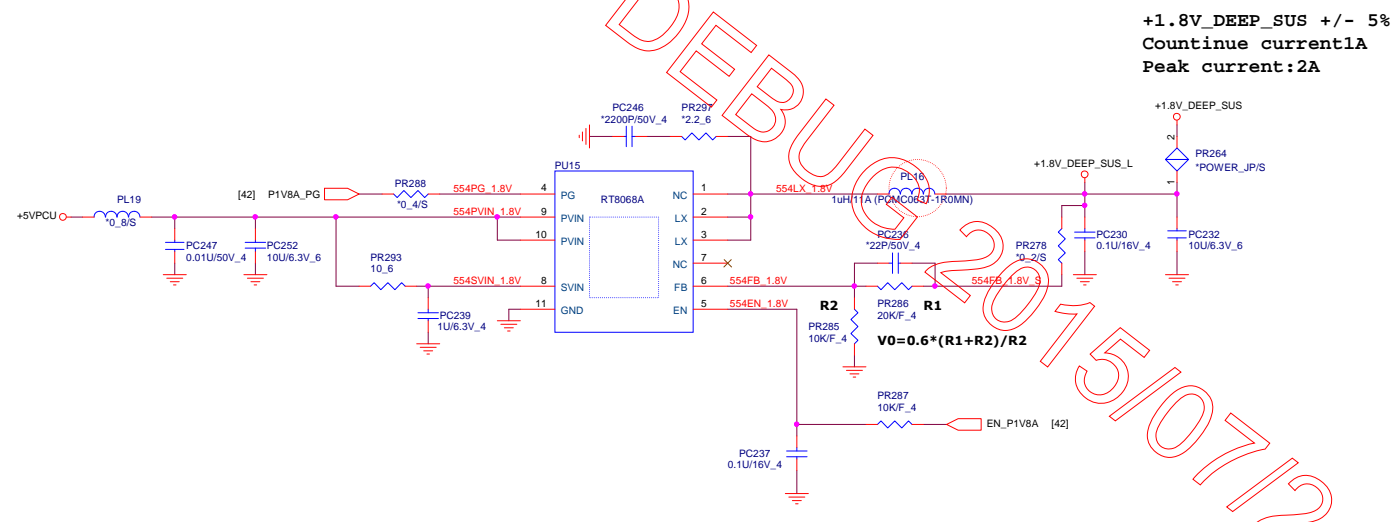 +1.8V_DEEP_SUS +/- 5%
Countinue current1A
Peak current:2A
+1.8V_DEEP_SUS
2
PR264
*POWER_JP/S
1
+1.8V_DEEP_SUS_L
PC246
*2200P/50V_4
PR297
*2.2_6
PU15
RT8068A
[42] P1V8A_PG
PR288
*0_4/S
554PG_1.8V
4 PG
NC 1
554LX_1.8V
PL16
1uH/11A (PCMC063T-1R0MN)
PL19
+5VPCU
*0_8/S
554PVIN_1.8V
9 PVIN
LX 2
10 PVIN
LX 3
PC247
0.01U/50V_4
PC252
10U/6.3V_6
NC 7
PR293
10_6
554SVIN_1.8V
8 SVIN
FB 6
554FB_1.8V
11 GND
EN 5
554EN_1.8V
PC239
1U/6.3V_4
PC236
*22P/50V_4
PR278
*0_2/S
PC230
0.1U/16V_4
PC232
10U/6.3V_6
554FB_1.8V_S
R2
PR286
20K/F_4
R1
PR285
10K/F_4
V0=0.6*(R1+R2)/R2
PR287
10K/F_4
EN_P1V8A [42]
PC237
0.1U/16V_4
DEBUG 2015/07/2